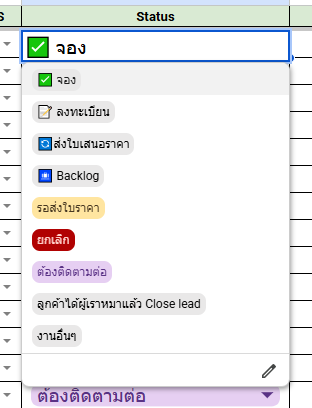 S
Status
✅ จอง
✅ จอง
📝 ลงทะเบียน
🔄 ส่งใบเสนอราคา
Backlog
รอส่งใบราคา
ยกเลิก
ต้องติดตามต่อ
ลูกค้าได้ผู้เราหมาแล้ว Close lead
งานอื่นๆ
ต้องติดตามต่อ